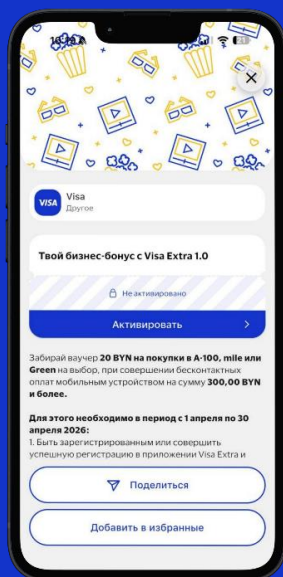 VISA
Visa
Другое
Твой бизнес-бонус с Visa Extra 1.0
Не активировано
Активировать
Забирай ваучер 20 BYN на покупки в А-100, mile или
Green на выбор, при совершении бесконтактных
оплат мобильным устройством на сумму 300,00 BYN
и более.
Для этого необходимо в период с 1 апреля по 30
апреля 2026:
1. Быть зарегистрированным или совершить
успешную регистрацию в приложении Visa Extra и
Поделиться
Добавить в избранные